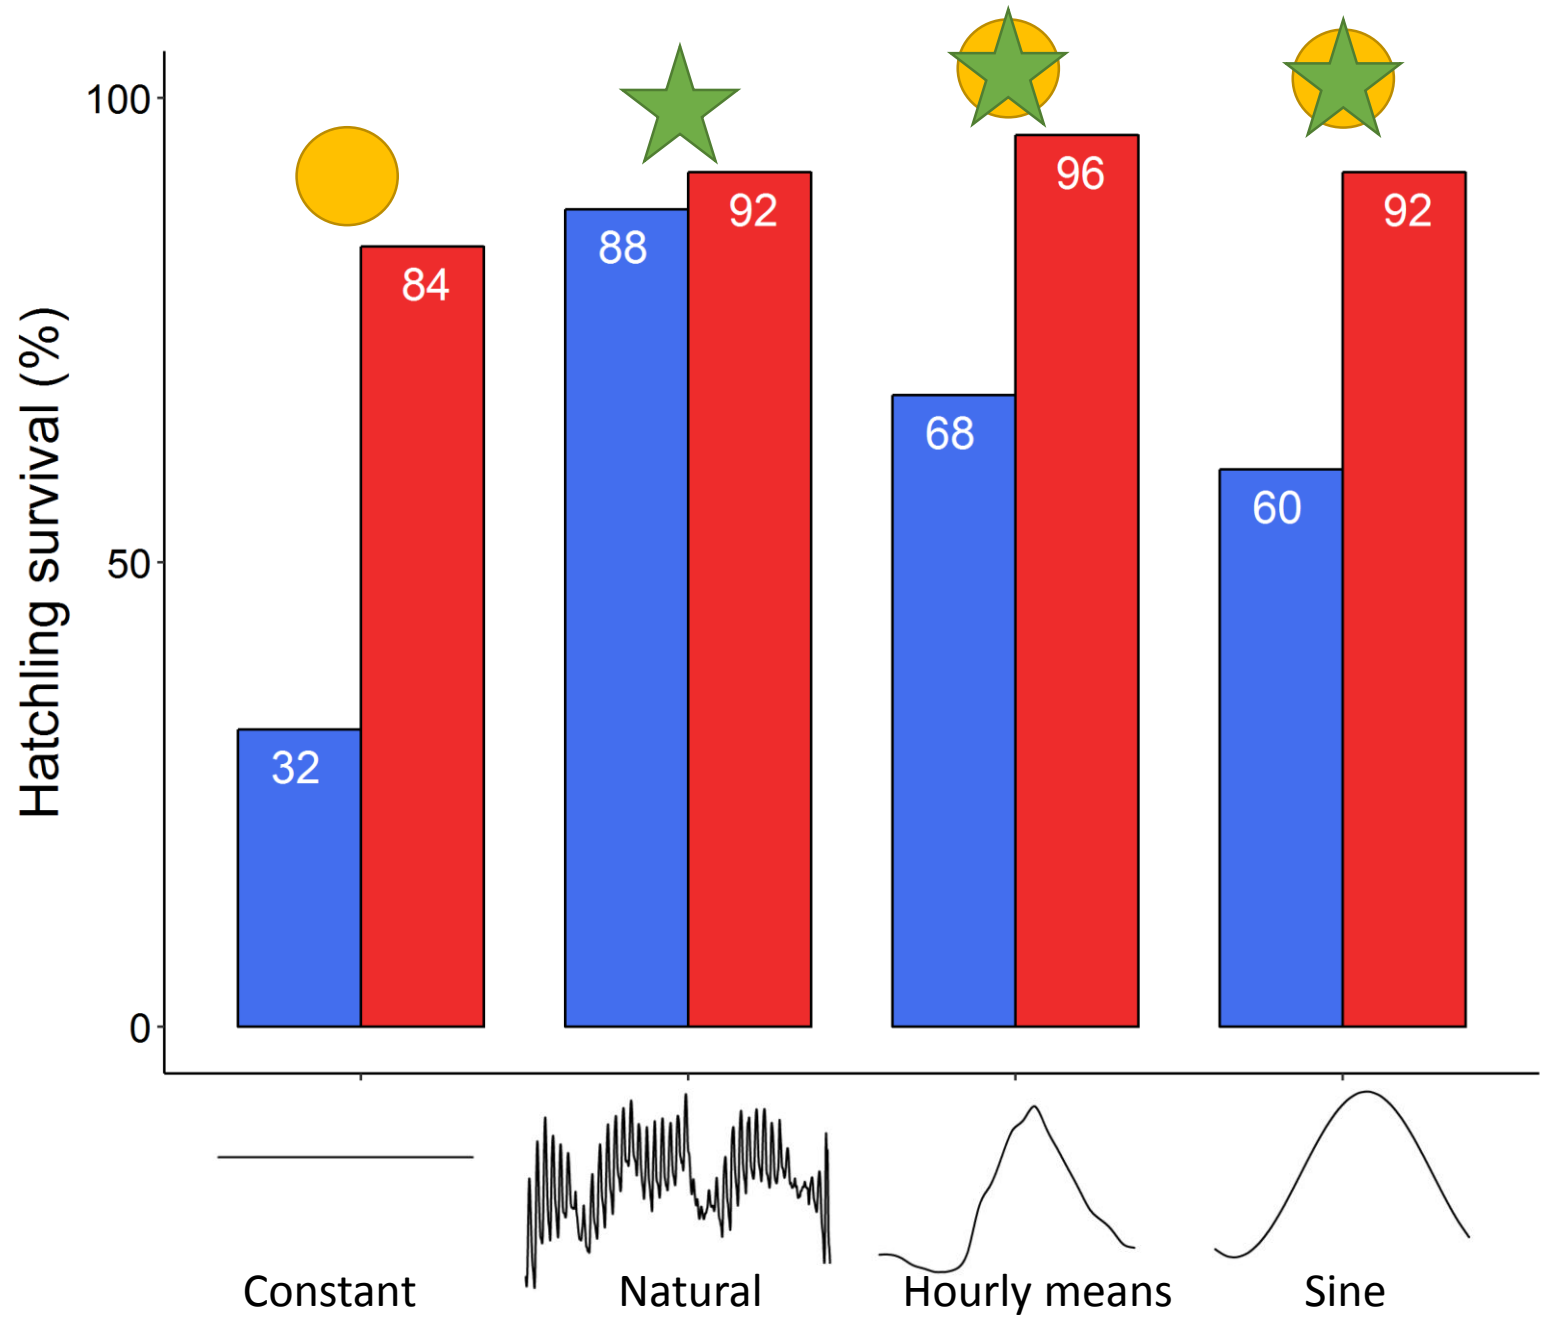 Hatchling survival (%)
100
50
0
32
84
88
92
68
96
60
92
Constant
Natural
Hourly means
Sine